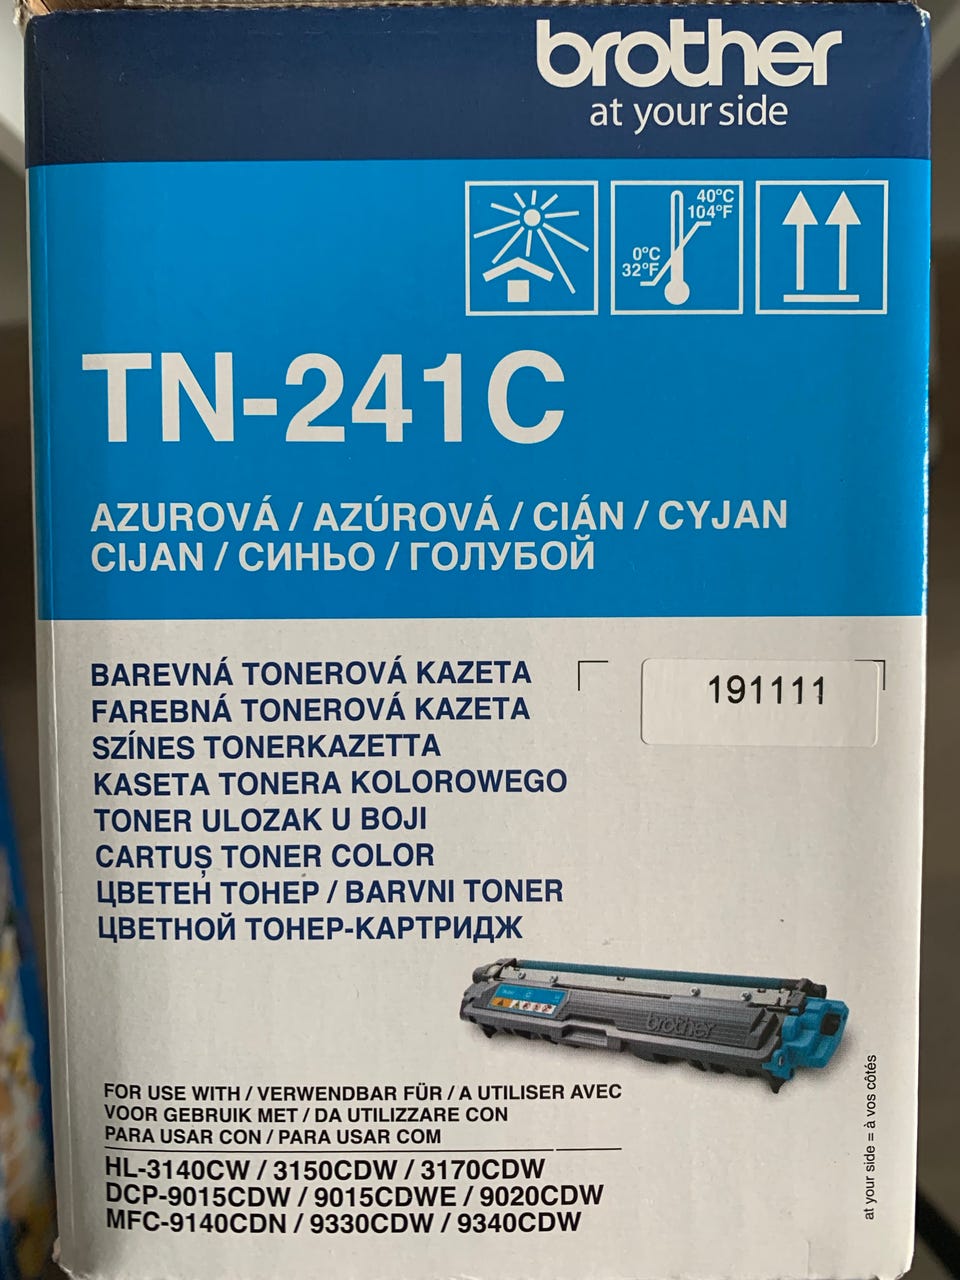 brother
at your side
40°C
104°F
0°C
32°F
TN-241C
AZUROVÁ / AZÚROVÁ / CIÁN / CYJAN
CIJAN / СИНЬО / ГОЛУБОЙ
BAREVNÁ TONEROVÁ KAZETA
FAREBNÁ TONEROVÁ KAZETA
SZÍNES TONERKAZETTA
KASETA TONERA KOLOROWEGO
TONER ULOZAK U BOJI
CARTUŞ TONER COLOR
ЦВЕТЕН ТОНЕР / BARVNI TONER
ЦВЕТНОЙ ТОНЕР-КАРТРИДЖ
191111
brother
FOR USE WITH / VERWENDBAR FÜR / A UTILISER AVEC
VOOR GEBRUIK MET / DA UTILIZZARE CON
PARA USAR CON / PARA USAR COM
HL-3140CW / 3150CDW / 3170CDW
DCP-9015CDW / 9015CDWE / 9020CDW
MFC-9140CDN / 9330CDW / 9340CDW
at your side = à vos côtés